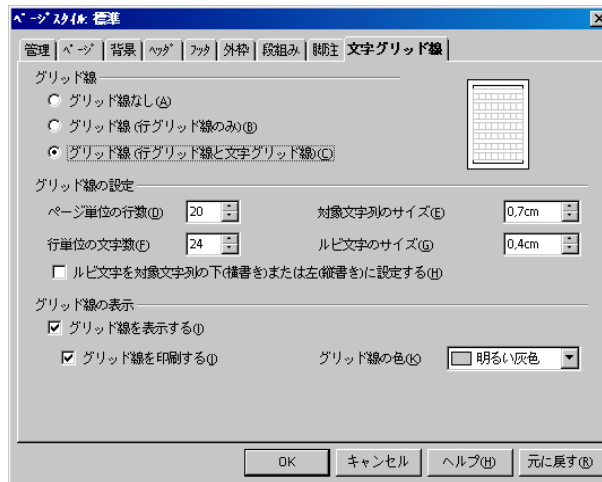 ページスタイル: 標準
管理 ページ 背景 ヘッダ フッタ 外枠 段組み 脚注 文字グリッド線
グリッド線
グリッド線なし(A)
グリッド線(行グリッド線のみ)(B)
グリッド線(行グリッド線と文字グリッド線)(C)
グリッド線の設定
ページ単位の行数(D) 20 対象文字列のサイズ(E) 0,7cm
行単位の文字数(F) 24 ルビ文字のサイズ(G) 0,4cm
ルビ文字を対象文字列の下(横書き)または左(縦書き)に設定する(H)
グリッド線の表示
グリッド線を表示する(I)
グリッド線を印刷する(J) グリッド線の色(K) 明るい灰色
OK キャンセル ヘルプ(H) 元に戻す(R)